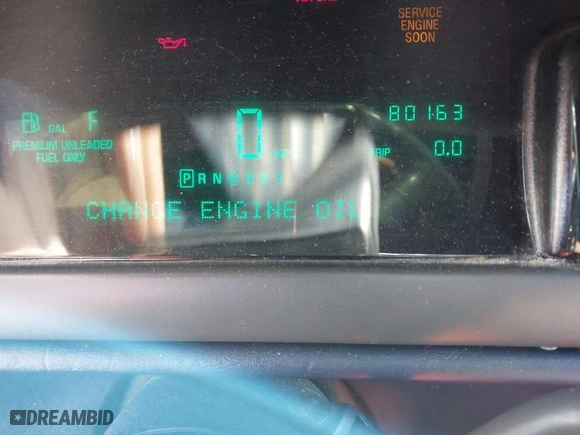 SERVICE
ENGINE
SOON
80163
GAL F
0
TRIP 0.0
PREMIUM UNLEADED
FUEL ONLY
P R N
CHANGE ENGINE OIL
DREAMBID